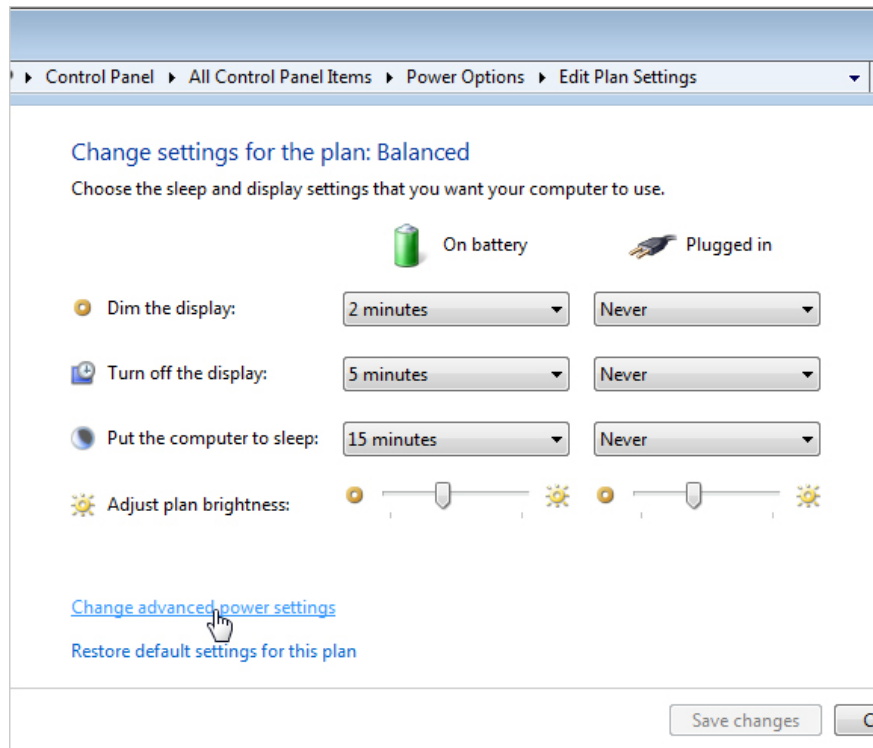 Control Panel ▸ All Control Panel Items ▸ Power Options ▸ Edit Plan Settings
Change settings for the plan: Balanced
Choose the sleep and display settings that you want your computer to use.
On battery Plugged in
Dim the display: 2 minutes Never
Turn off the display: 5 minutes Never
Put the computer to sleep: 15 minutes Never
Adjust plan brightness:
Change advanced power settings
Restore default settings for this plan
Save changes